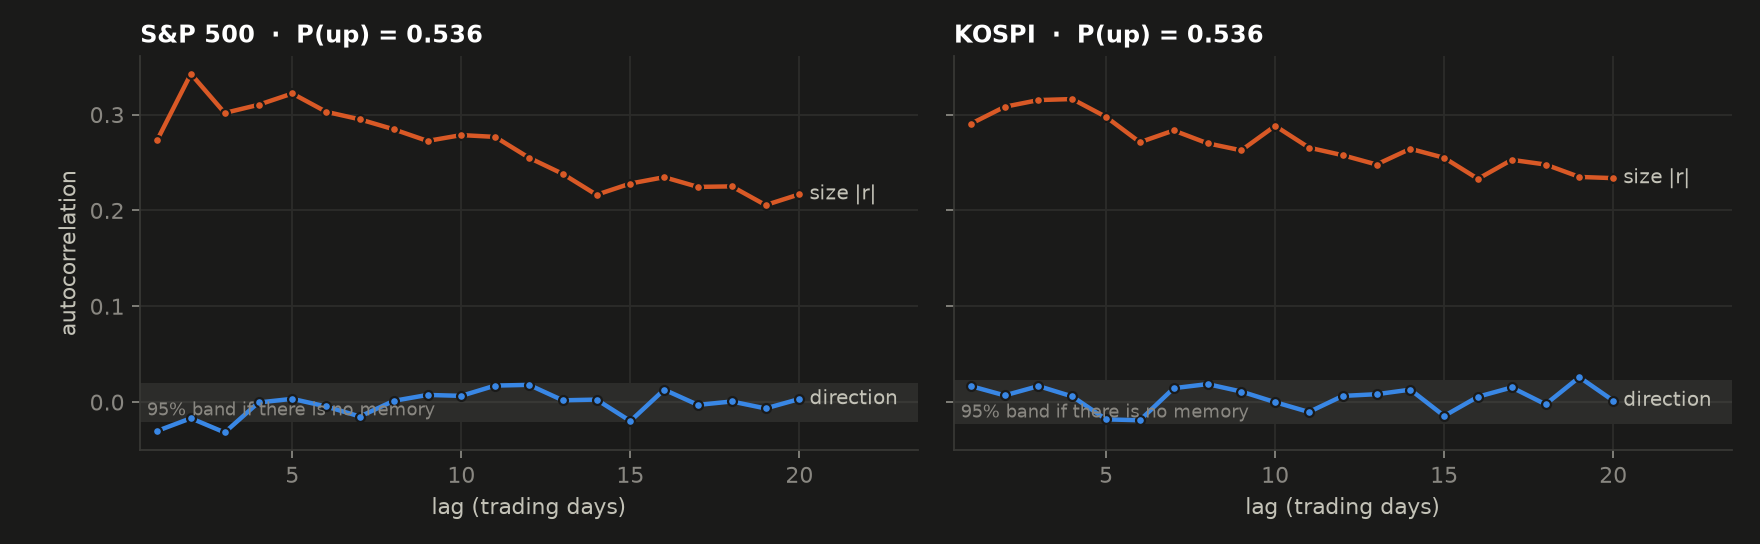 S&P 500 · P(up) = 0.536
autocorrelation
0.3
0.2
0.1
0.0
size |r|
direction
95% band if there is no memory
5 10 15 20
lag (trading days)
KOSPI · P(up) = 0.536
size |r|
direction
95% band if there is no memory
5 10 15 20
lag (trading days)